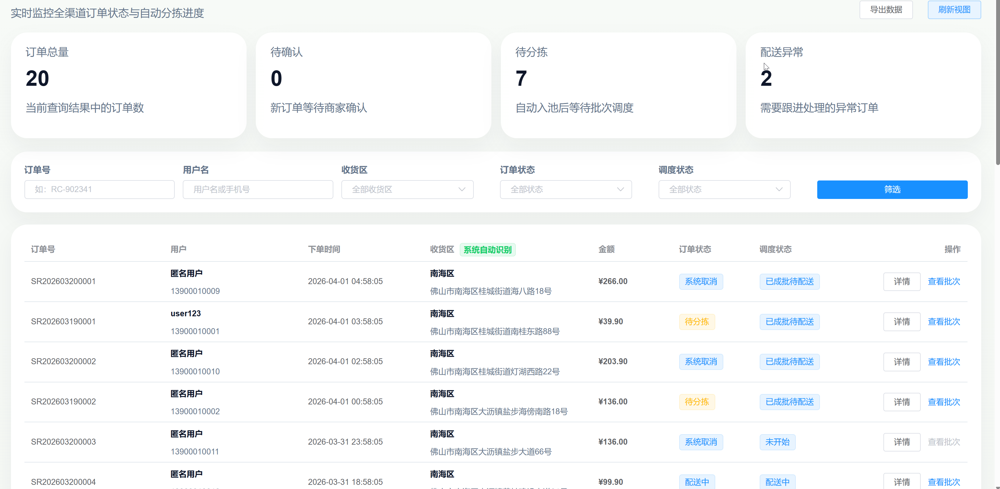 实时监控全渠道订单状态与自动分拣进度
导出数据 刷新视图
订单总量 待确认 待分拣 配送异常
20 0 7 2
当前查询结果中的订单数 新订单等待商家确认 自动入池后等待批次调度 需要跟进处理的异常订单
订单号 用户名 收货区 订单状态 调度状态
如：RC-902341 用户名或手机号 全部收货区 全部状态 全部状态 筛选
订单号 用户 下单时间 收货区 系统自动识别 金额 订单状态 调度状态 操作
匿名用户 南海区
SR202603200001 2026-04-01 04:58:05 ¥266.00 系统取消 已成批待配送 详情 查看批次
13900010009 佛山市南海区桂城街道海八路18号
user123 南海区
SR202603190001 2026-04-01 03:58:05 ¥39.90 待分拣 已成批待配送 详情 查看批次
13900010001 佛山市南海区桂城街道南桂东路88号
匿名用户 南海区
SR202603200002 2026-04-01 02:58:05 ¥203.90 系统取消 已成批待配送 详情 查看批次
13900010010 佛山市南海区桂城街道灯湖西路22号
匿名用户 南海区
SR202603190002 2026-04-01 00:58:05 ¥136.00 待分拣 已成批待配送 详情 查看批次
13900010002 佛山市南海区大沥镇盐步海傍南路18号
匿名用户 南海区
SR202603200003 2026-03-31 23:58:05 ¥136.00 系统取消 未开始 详情 查看批次
13900010011 佛山市南海区大沥镇盐步大道66号
匿名用户 南海区
SR202603200004 2026-03-31 18:58:05 ¥99.90 配送中 配送中 详情 查看批次